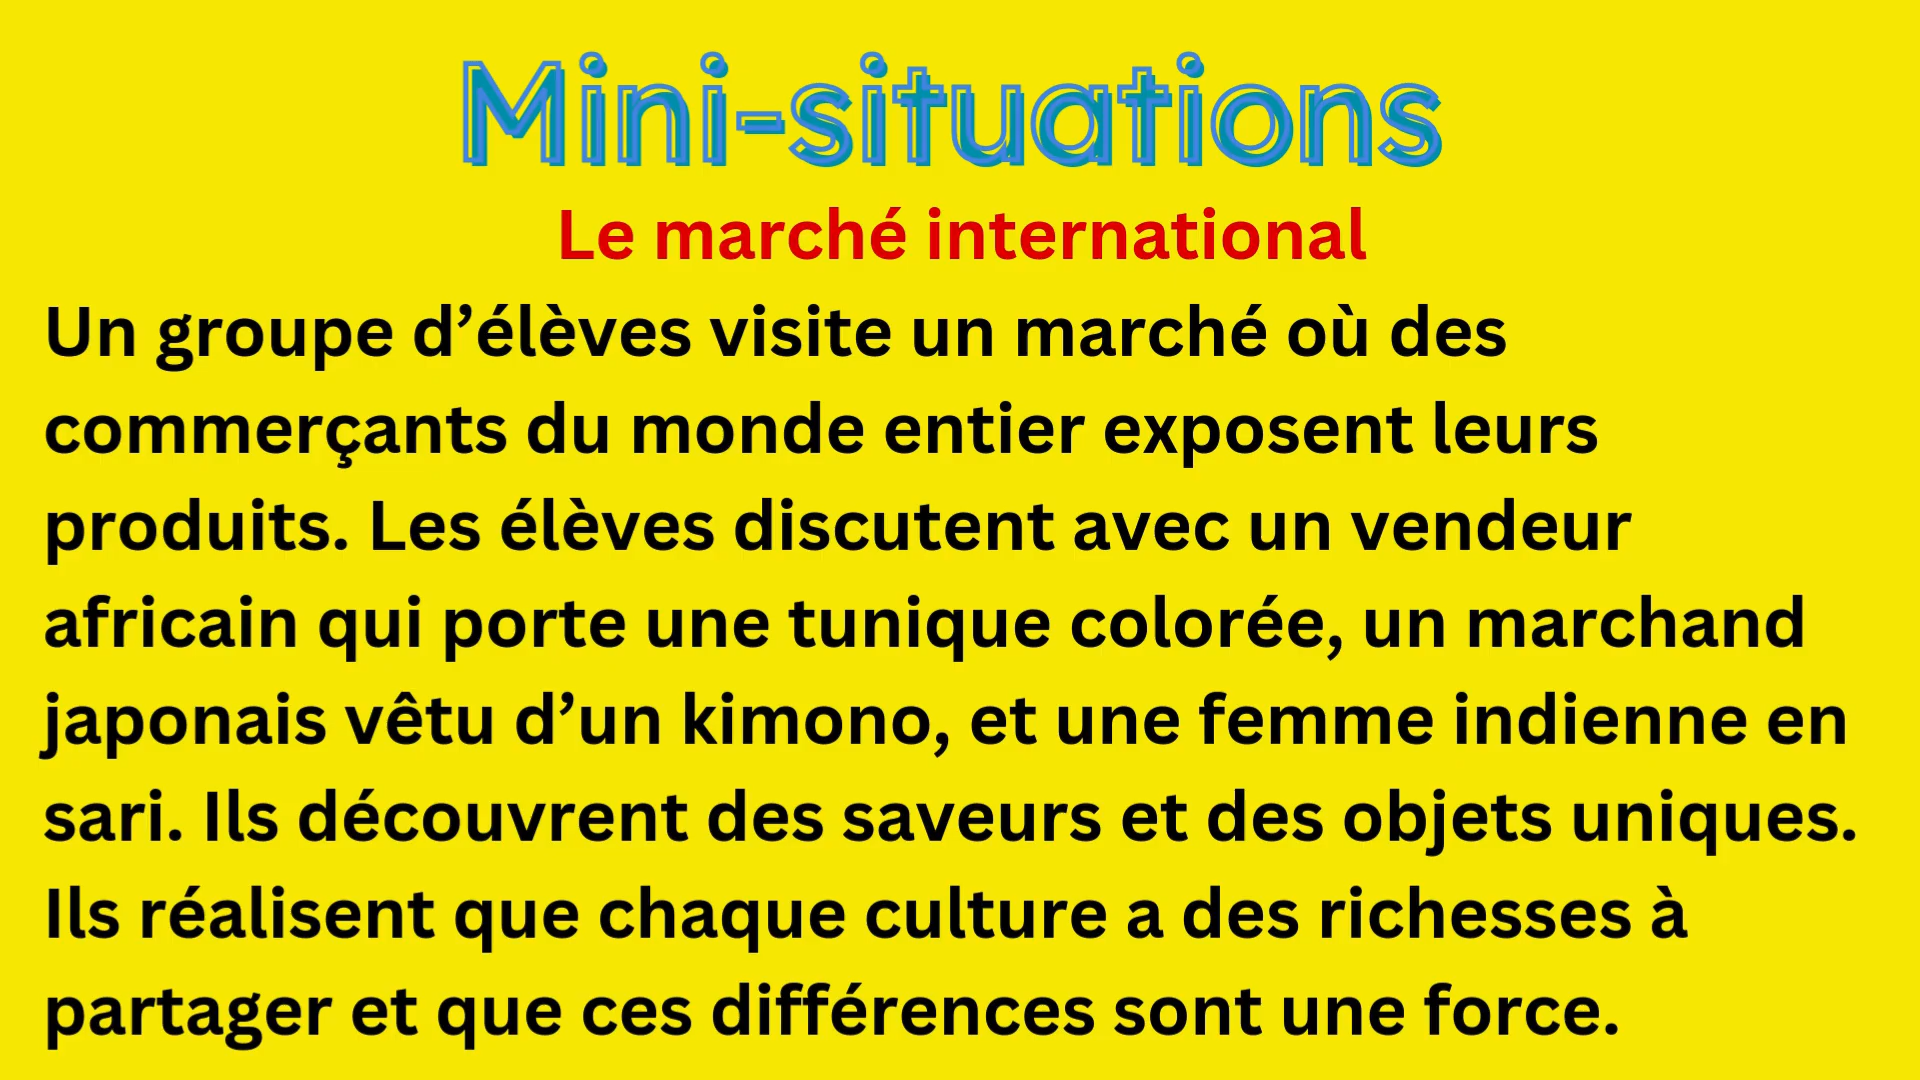 Mini-situations
Le marché international
Un groupe d’élèves visite un marché où des
commerçants du monde entier exposent leurs
produits. Les élèves discutent avec un vendeur
africain qui porte une tunique colorée, un marchand
japonais vêtu d’un kimono, et une femme indienne en
sari. Ils découvrent des saveurs et des objets uniques.
Ils réalisent que chaque culture a des richesses à
partager et que ces différences sont une force.